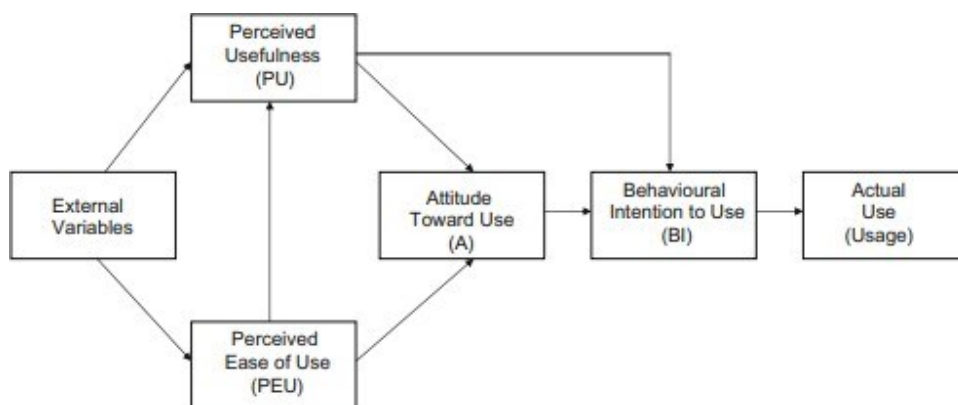 Perceived
Usefulness
(PU)
External
Variables
Attitude
Toward Use
(A)
Behavioural
Intention to Use
(BI)
Actual
Use
(Usage)
Perceived
Ease of Use
(PEU)